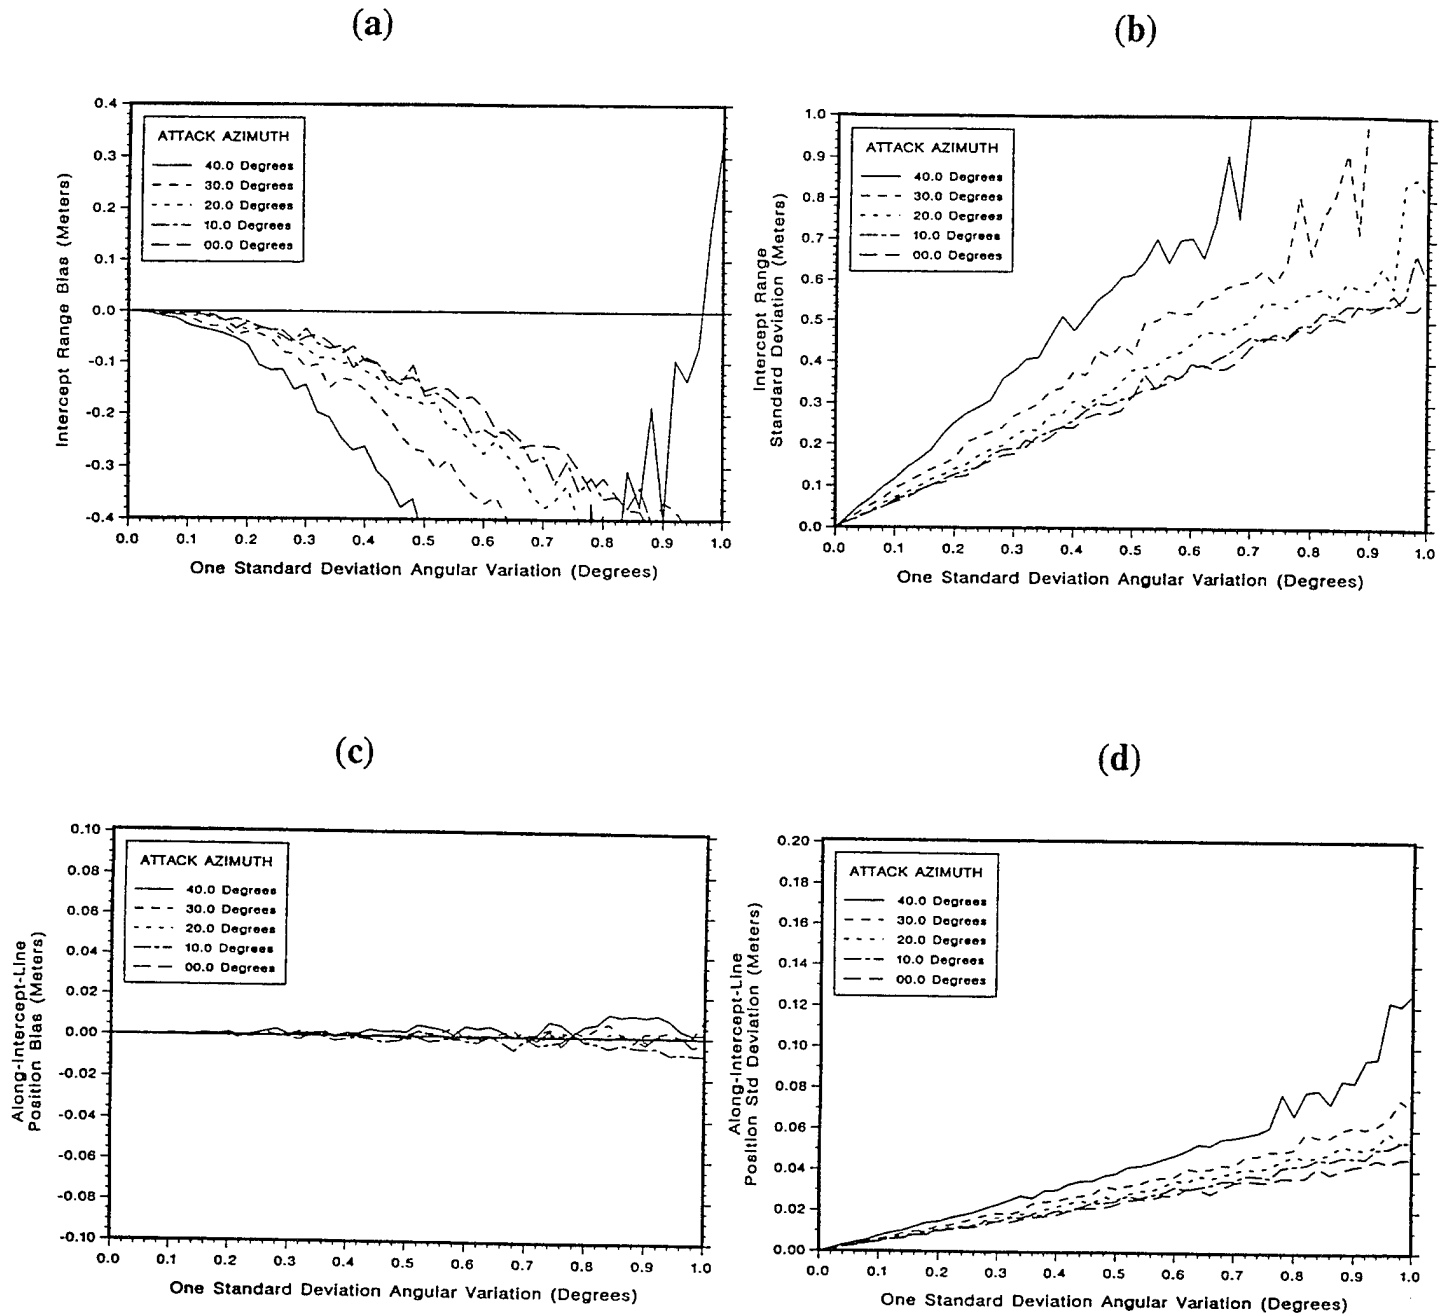 (a)
0.4
0.3
0.2
0.1
0.0
-0.1
-0.2
-0.3
-0.4
Intercept Range Bias (Meters)
ATTACK AZIMUTH
40.0 Degrees
30.0 Degrees
20.0 Degrees
10.0 Degrees
00.0 Degrees
0.0 0.1 0.2 0.3 0.4 0.5 0.6 0.7 0.8 0.9 1.0
One Standard Deviation Angular Variation (Degrees)
(b)
1.0
0.9
0.8
0.7
0.6
0.5
0.4
0.3
0.2
0.1
0.0
Intercept Range
Standard Deviation (Meters)
ATTACK AZIMUTH
40.0 Degrees
30.0 Degrees
20.0 Degrees
10.0 Degrees
00.0 Degrees
0.0 0.1 0.2 0.3 0.4 0.5 0.6 0.7 0.8 0.9 1.0
One Standard Deviation Angular Variation (Degrees)
(c)
0.10
0.08
0.06
0.04
0.02
0.00
-0.02
-0.04
-0.06
-0.08
-0.10
Along-Intercept-Line
Position Bias (Meters)
ATTACK AZIMUTH
40.0 Degrees
30.0 Degrees
20.0 Degrees
10.0 Degrees
00.0 Degrees
0.0 0.1 0.2 0.3 0.4 0.5 0.6 0.7 0.8 0.9 1.0
One Standard Deviation Angular Variation (Degrees)
(d)
0.20
0.18
0.16
0.14
0.12
0.10
0.08
0.06
0.04
0.02
0.00
Along-Intercept-Line
Position Std Deviation (Meters)
ATTACK AZIMUTH
40.0 Degrees
30.0 Degrees
20.0 Degrees
10.0 Degrees
00.0 Degrees
0.0 0.1 0.2 0.3 0.4 0.5 0.6 0.7 0.8 0.9 1.0
One Standard Deviation Angular Variation (Degrees)